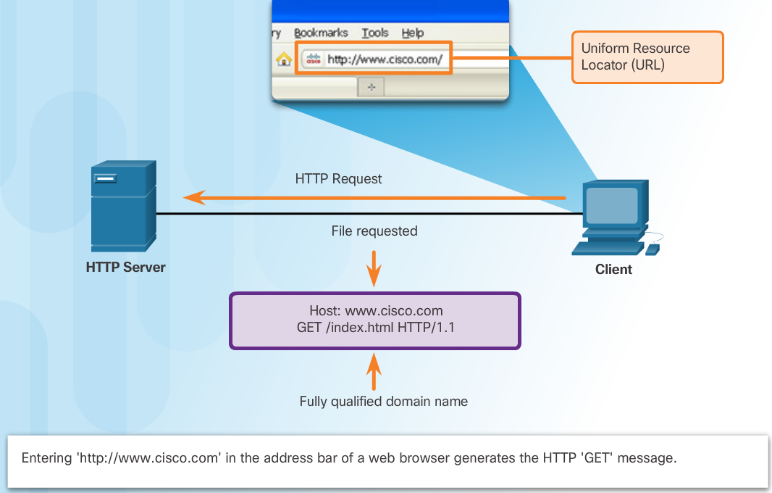 ry Bookmarks Tools Help
http://www.cisco.com/
Uniform Resource
Locator (URL)
HTTP Request
File requested
HTTP Server
Client
Host: www.cisco.com
GET /index.html HTTP/1.1
Fully qualified domain name
Entering 'http://www.cisco.com' in the address bar of a web browser generates the HTTP 'GET' message.